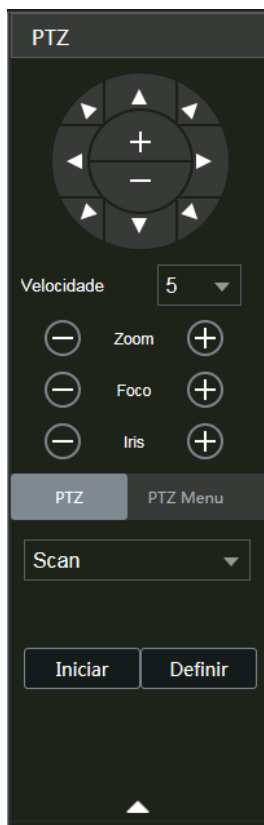 PTZ
+
−
Velocidade 5
− Zoom +
− Foco +
− Iris +
PTZ PTZ Menu
Scan
Iniciar Definir